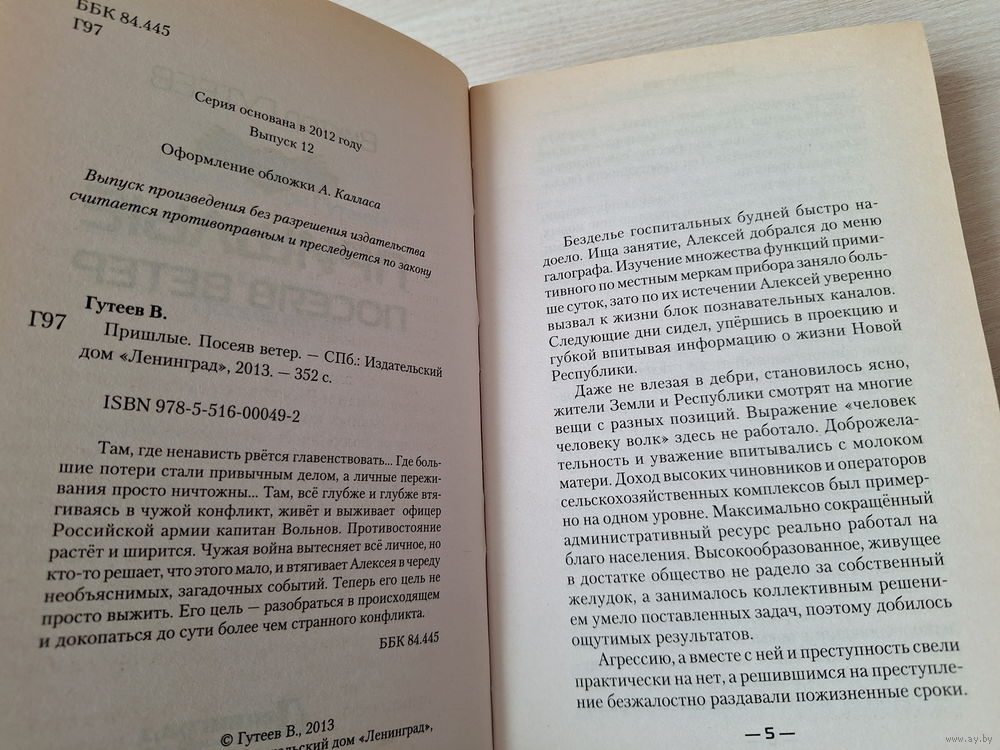 ББК 84.445
Г97
Серия основана в 2012 году
Выпуск 12
Оформление обложки А. Калласа
Выпуск произведения без разрешения издательства
считается противоправным и преследуется по закону
Гутеев В.
Г97 Пришлые. Посеяв ветер. — СПб.: Издательский
дом «Ленинград», 2013. — 352 с.
ISBN 978-5-516-00049-2
Там, где ненависть рвётся главенствовать... Где боль-
шие потери стали привычным делом, а личные пережи-
вания просто ничтожны... Там, всё глубже и глубже втя-
гиваясь в чужой конфликт, живёт и выживает офицер
Российской армии капитан Вольнов. Противостояние
растёт и ширится. Чужая война вытесняет всё личное, но
кто-то решает, что этого мало, и втягивает Алексея в череду
необъяснимых, загадочных событий. Теперь его цель не
просто выжить. Его цель — разобраться в происходящем
и докопаться до сути более чем странного конфликта.
ББК 84.445
© Гутеев В., 2013
тельский дом «Ленинград»,
Безделье госпитальных будней быстро на-
доело. Ища занятие, Алексей добрался до меню
галографа. Изучение множества функций прими-
тивного по местным меркам прибора заняло боль-
ше суток, зато по их истечении Алексей уверенно
вызвал к жизни блок познавательных каналов.
Следующие дни сидел, упёршись в проекцию и
губкой впитывая информацию о жизни Новой
Республики.
Даже не влезая в дебри, становилось ясно,
жители Земли и Республики смотрят на многие
вещи с разных позиций. Выражение «человек
человеку волк» здесь не работало. Доброжела-
тельность и уважение впитывались с молоком
матери. Доход высоких чиновников и операторов
сельскохозяйственных комплексов был пример-
но на одном уровне. Максимально сокращённый
административный ресурс реально работал на
благо населения. Высокообразованное, живущее
в достатке общество не радело за собственный
желудок, а занималось коллективным решени-
ем умело поставленных задач, поэтому добилось
ощутимых результатов.
Агрессию, а вместе с ней и преступность свели
практически на нет, а решившимся на преступле-
ние безжалостно раздавали пожизненные сроки.
— 5 —
www.ay.by